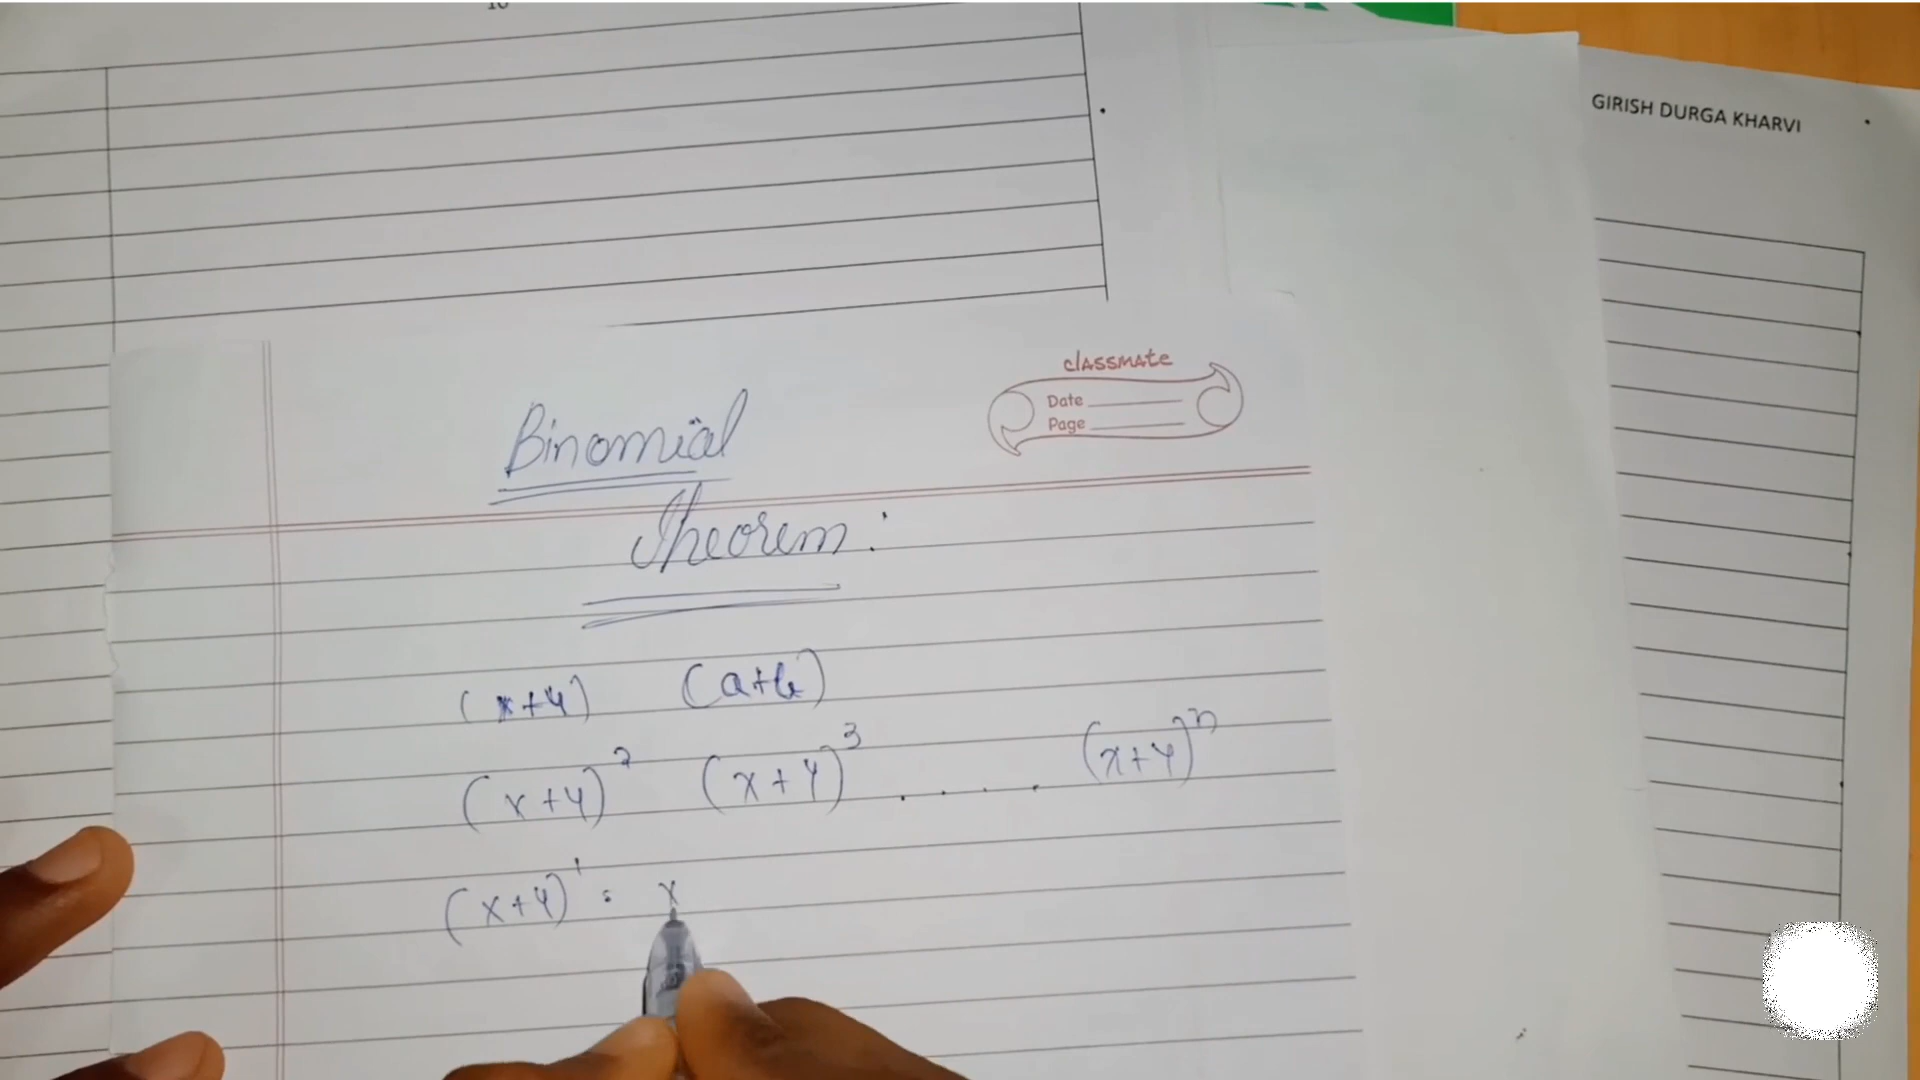 GIRISH DURGA KHARVI
classmate
Date
Page
Binomial
Theorem:
(x+y) (a+b)
(x+y)² (x+y)³ ..... (x+y)ⁿ
(x+y)¹ = x